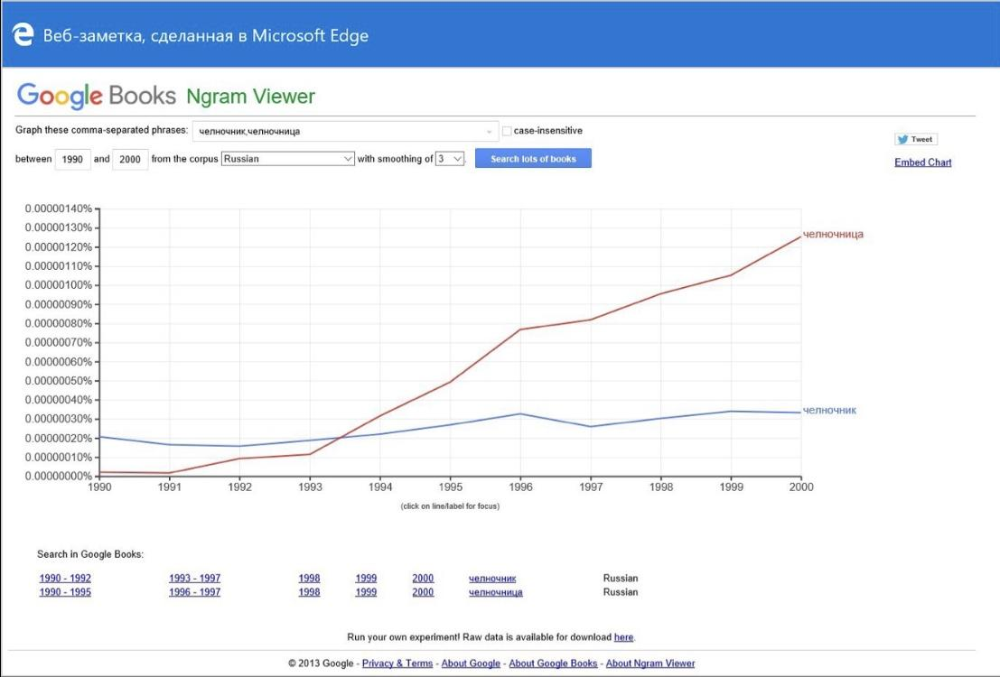 Веб-заметка, сделанная в Microsoft Edge
Google Books Ngram Viewer
Graph these comma-separated phrases: челночник,челночница case-insensitive
between 1990 and 2000 from the corpus Russian with smoothing of 3 . Search lots of books
Tweet
Embed Chart
0.00000140%
0.00000130%
0.00000120%
0.00000110%
0.00000100%
0.00000090%
0.00000080%
0.00000070%
0.00000060%
0.00000050%
0.00000040%
0.00000030%
0.00000020%
0.00000010%
0.00000000%
челночница
челночник
1990 1991 1992 1993 1994 1995 1996 1997 1998 1999 2000
(click on line/label for focus)
Search in Google Books:
1990 - 1992 1993 - 1997 1998 1999 2000 челночник Russian
1990 - 1995 1996 - 1997 1998 1999 2000 челночница Russian
Run your own experiment! Raw data is available for download here.
© 2013 Google - Privacy & Terms - About Google - About Google Books - About Ngram Viewer